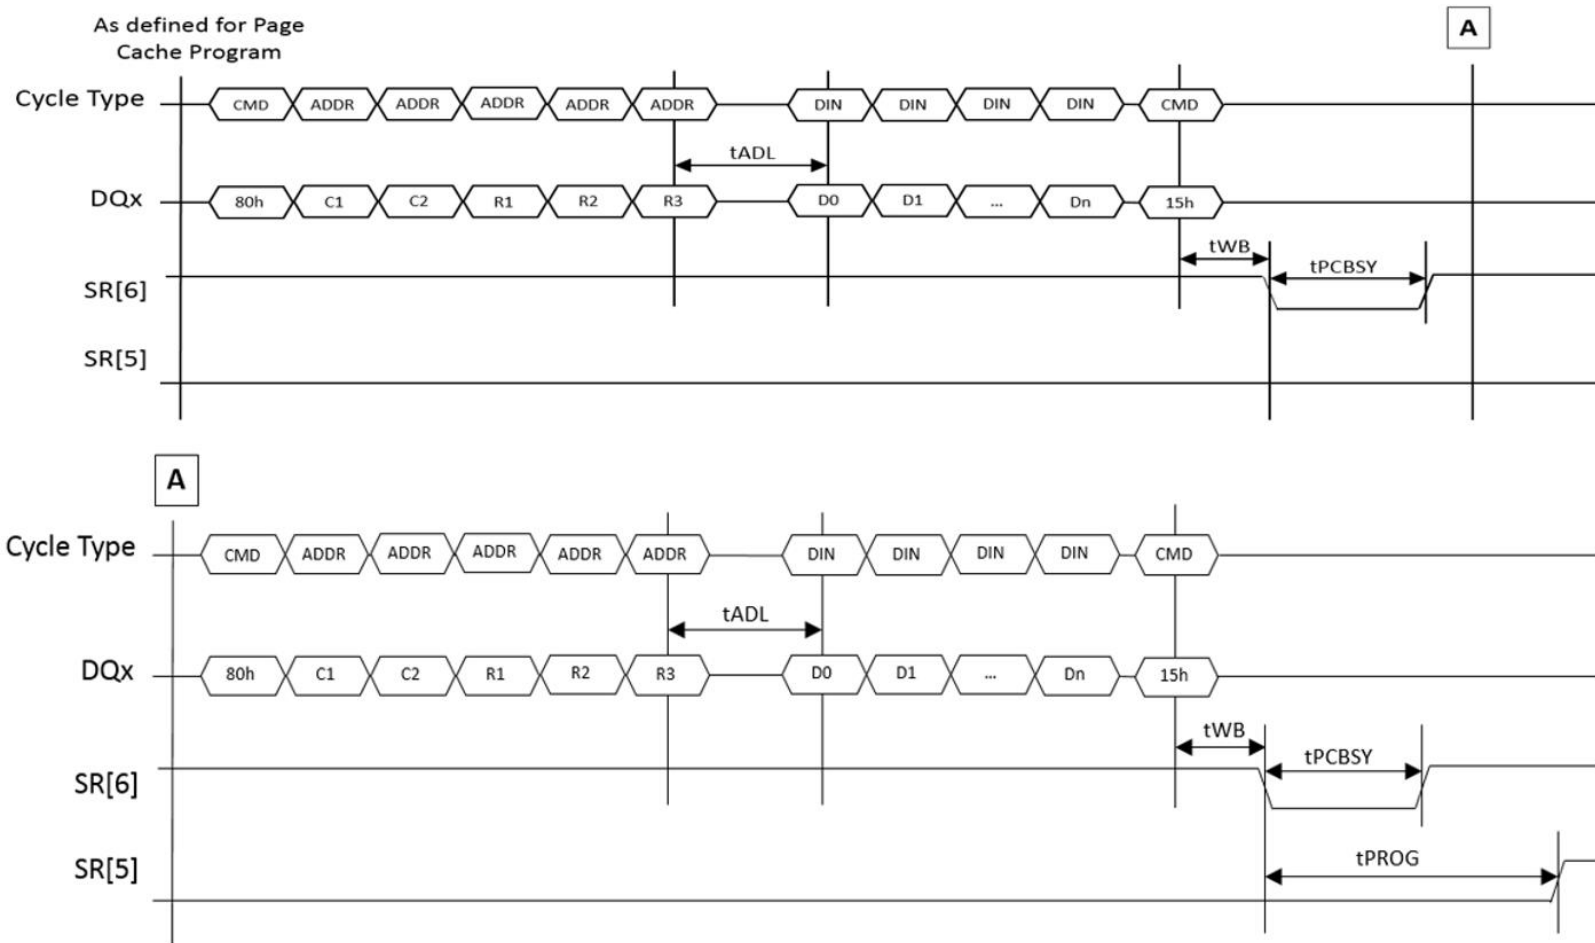 As defined for Page
Cache Program
A
Cycle Type CMD ADDR ADDR ADDR ADDR ADDR DIN DIN DIN DIN CMD
tADL
DQx 80h C1 C2 R1 R2 R3 D0 D1 ... Dn 15h
tWB
tPCBSY
SR[6]
SR[5]
A
Cycle Type CMD ADDR ADDR ADDR ADDR ADDR DIN DIN DIN DIN CMD
tADL
DQx 80h C1 C2 R1 R2 R3 D0 D1 ... Dn 15h
tWB
tPCBSY
SR[6]
tPROG
SR[5]